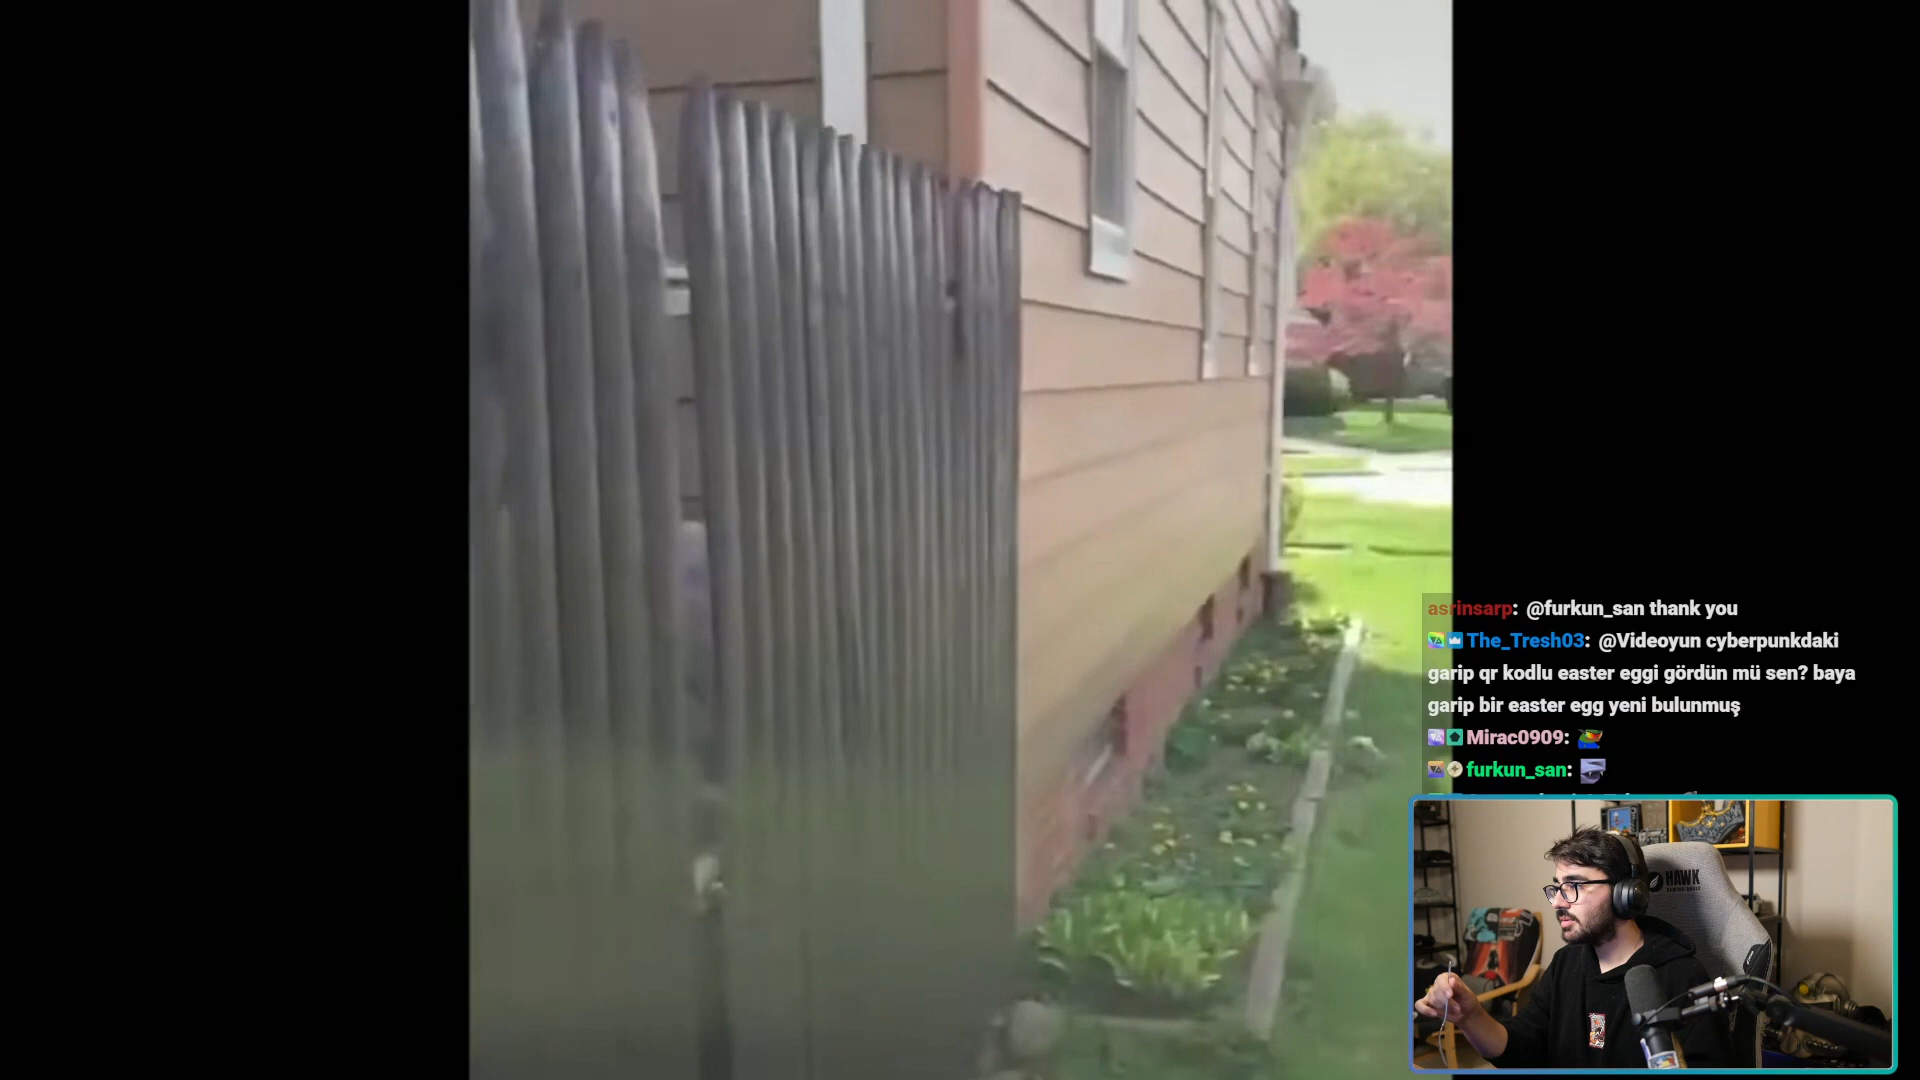 asrinsarp: @furkun_san thank you
The_Tresh03: @Videoyun cyberpunkdaki
garip qr kodlu easter eggi gördün mü sen? baya
garip bir easter egg yeni bulunmuş
Mirac0909:
furkun_san:
HAWK